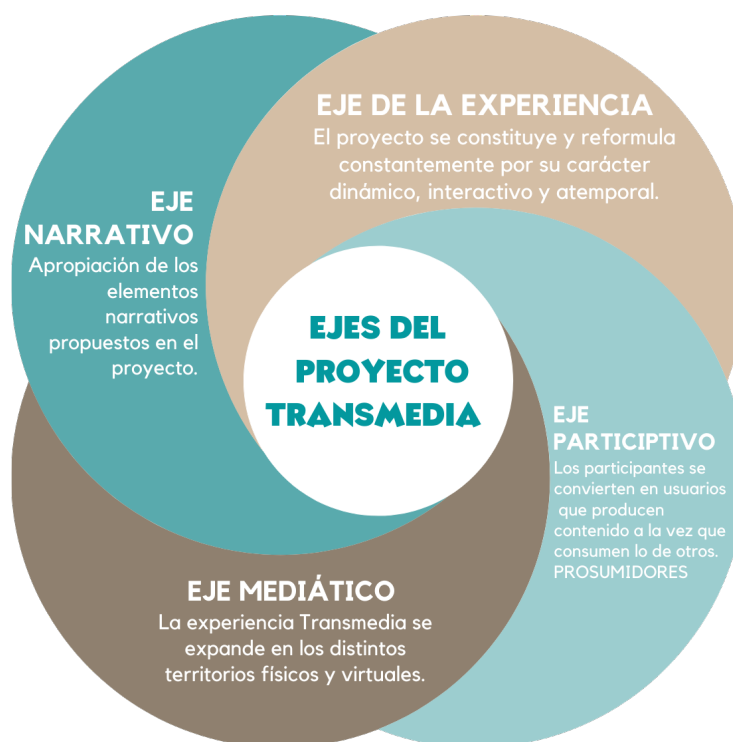 EJE DE LA EXPERIENCIA
El proyecto se constituye y reformula
constantemente por su carácter
dinámico, interactivo y atemporal.
EJE
NARRATIVO
Apropiación de los
elementos
narrativos
propuestos en el
proyecto.
EJES DEL
PROYECTO
TRANSMEDIA
EJE
PARTICIPTIVO
Los participantes se
convierten en usuarios
que producen
contenido a la vez que
consumen lo de otros.
PROSUMIDORES
EJE MEDIÁTICO
La experiencia Transmedia se
expande en los distintos
territorios físicos y virtuales.